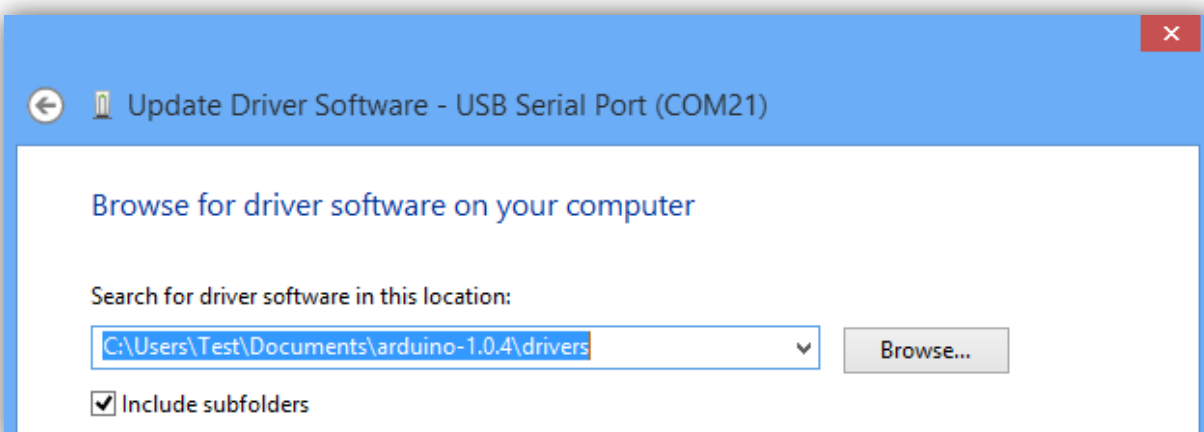 Update Driver Software - USB Serial Port (COM21)
Browse for driver software on your computer
Search for driver software in this location:
C:\Users\Test\Documents\arduino-1.0.4\drivers
Browse...
Include subfolders